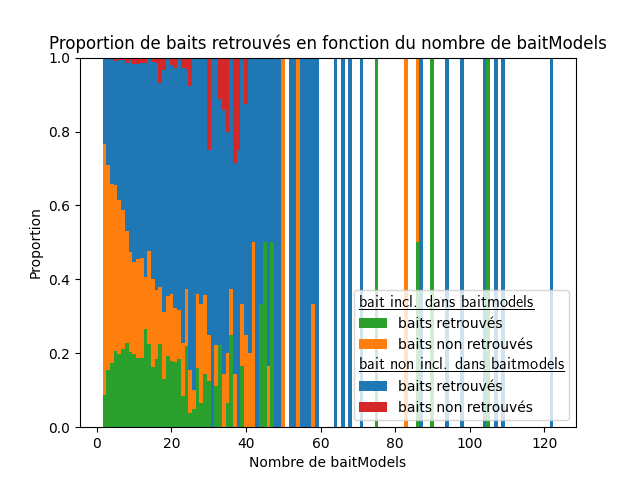 Proportion de baits retrouvés en fonction du nombre de baitModels
1.0
0.8
0.6
0.4
0.2
0.0
Proportion
0 20 40 60 80 100 120
Nombre de baitModels
bait incl. dans baitmodels
baits retrouvés
baits non retrouvés
bait non incl. dans baitmodels
baits retrouvés
baits non retrouvés